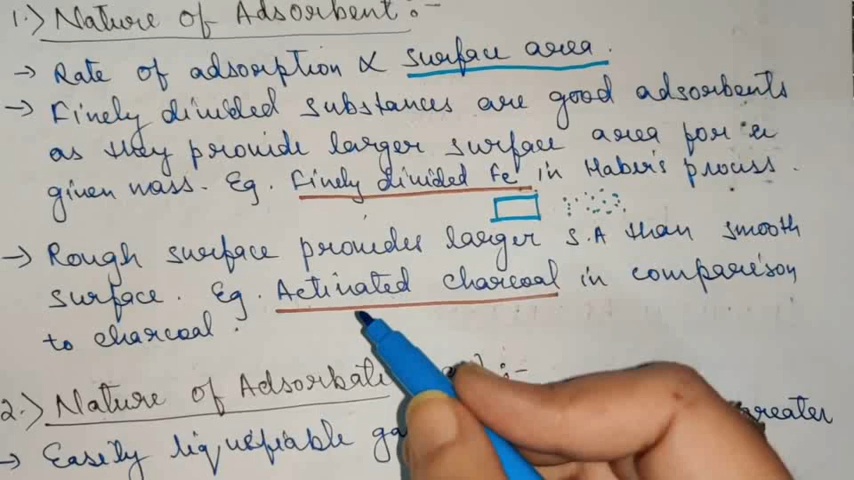 1.) Nature of Adsorbent :-
→ Rate of adsorption ∝ surface area.
→ Finely divided substances are good adsorbents
as they provide larger surface area for a
given mass. Eg. Finely divided Fe in Haber's process.
→ Rough surface provides larger S.A than smooth
surface. Eg. Activated charcoal in comparison
to charcoal.
2.) Nature of :-
→ Easily liquefiable greater